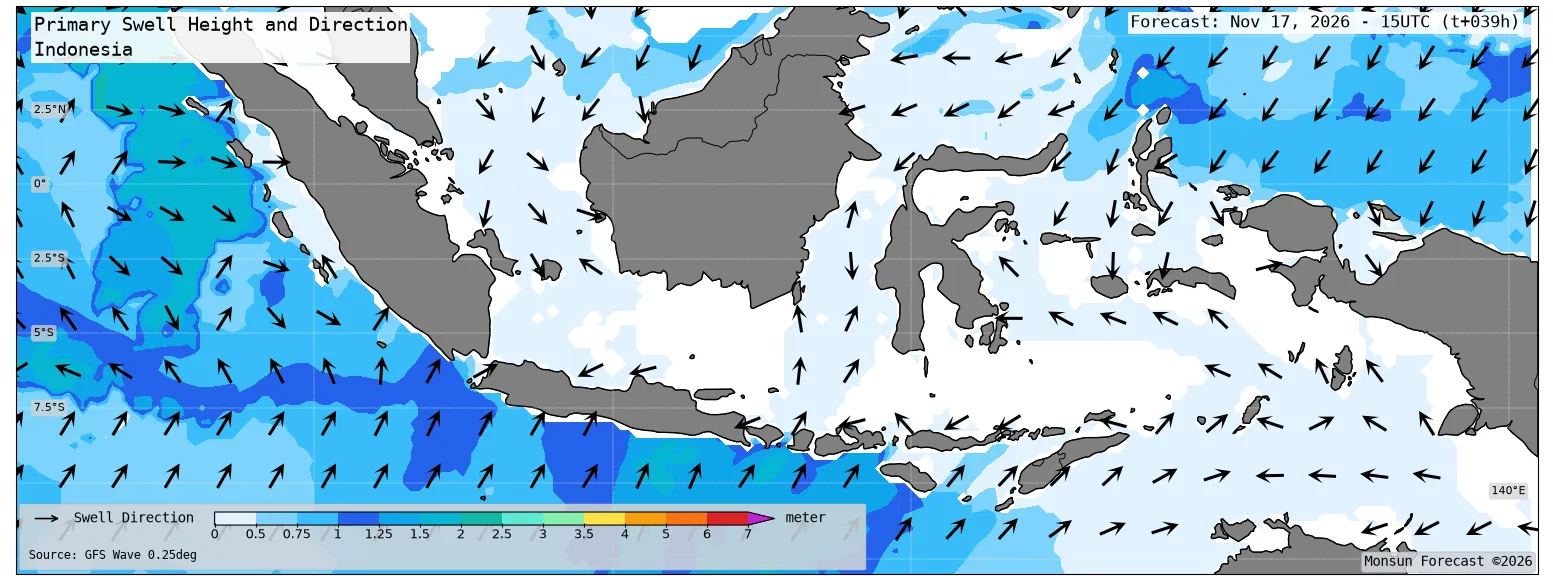 Primary Swell Height and Direction
Indonesia
Forecast: Nov 17, 2026 - 15UTC (t+039h)
2.5°N
0°
2.5°S
5°S
7.5°S
140°E
Swell Direction
0 0.5 0.75 1 1.25 1.5 2 2.5 3 3.5 4 5 6 7
meter
Source: GFS Wave 0.25deg
Monsun Forecast ©2026